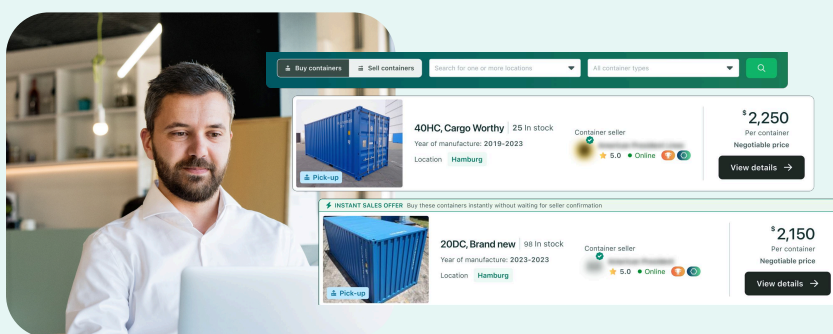 Buy containers
Sell containers
Search for one or more locations
All container types
40HC, Cargo Worthy
25 In stock
Year of manufacture: 2019-2023
Location Hamburg
Pick-up
Container seller
5.0 Online
$2,250
Per container
Negotiable price
View details
INSTANT SALES OFFER Buy these containers instantly without waiting for seller confirmation
20DC, Brand new
98 In stock
Year of manufacture: 2023-2023
Location Hamburg
Pick-up
Container seller
5.0 Online
$2,150
Per container
Negotiable price
View details